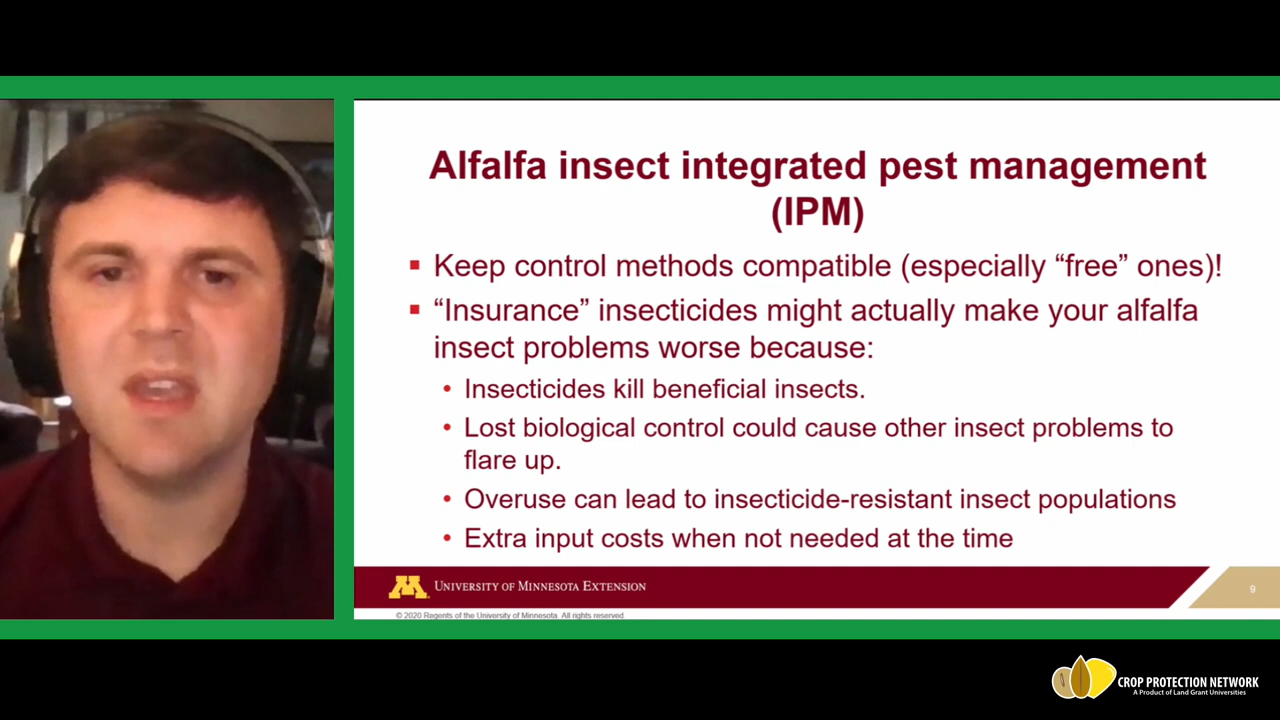 Alfalfa insect integrated pest management
(IPM)
▪ Keep control methods compatible (especially “free” ones)!
▪ “Insurance” insecticides might actually make your alfalfa
insect problems worse because:
• Insecticides kill beneficial insects.
• Lost biological control could cause other insect problems to
flare up.
• Overuse can lead to insecticide-resistant insect populations
• Extra input costs when not needed at the time
M UNIVERSITY OF MINNESOTA EXTENSION
9
© 2020 Regents of the University of Minnesota. All rights reserved.
CROP PROTECTION NETWORK
A Product of Land Grant Universities